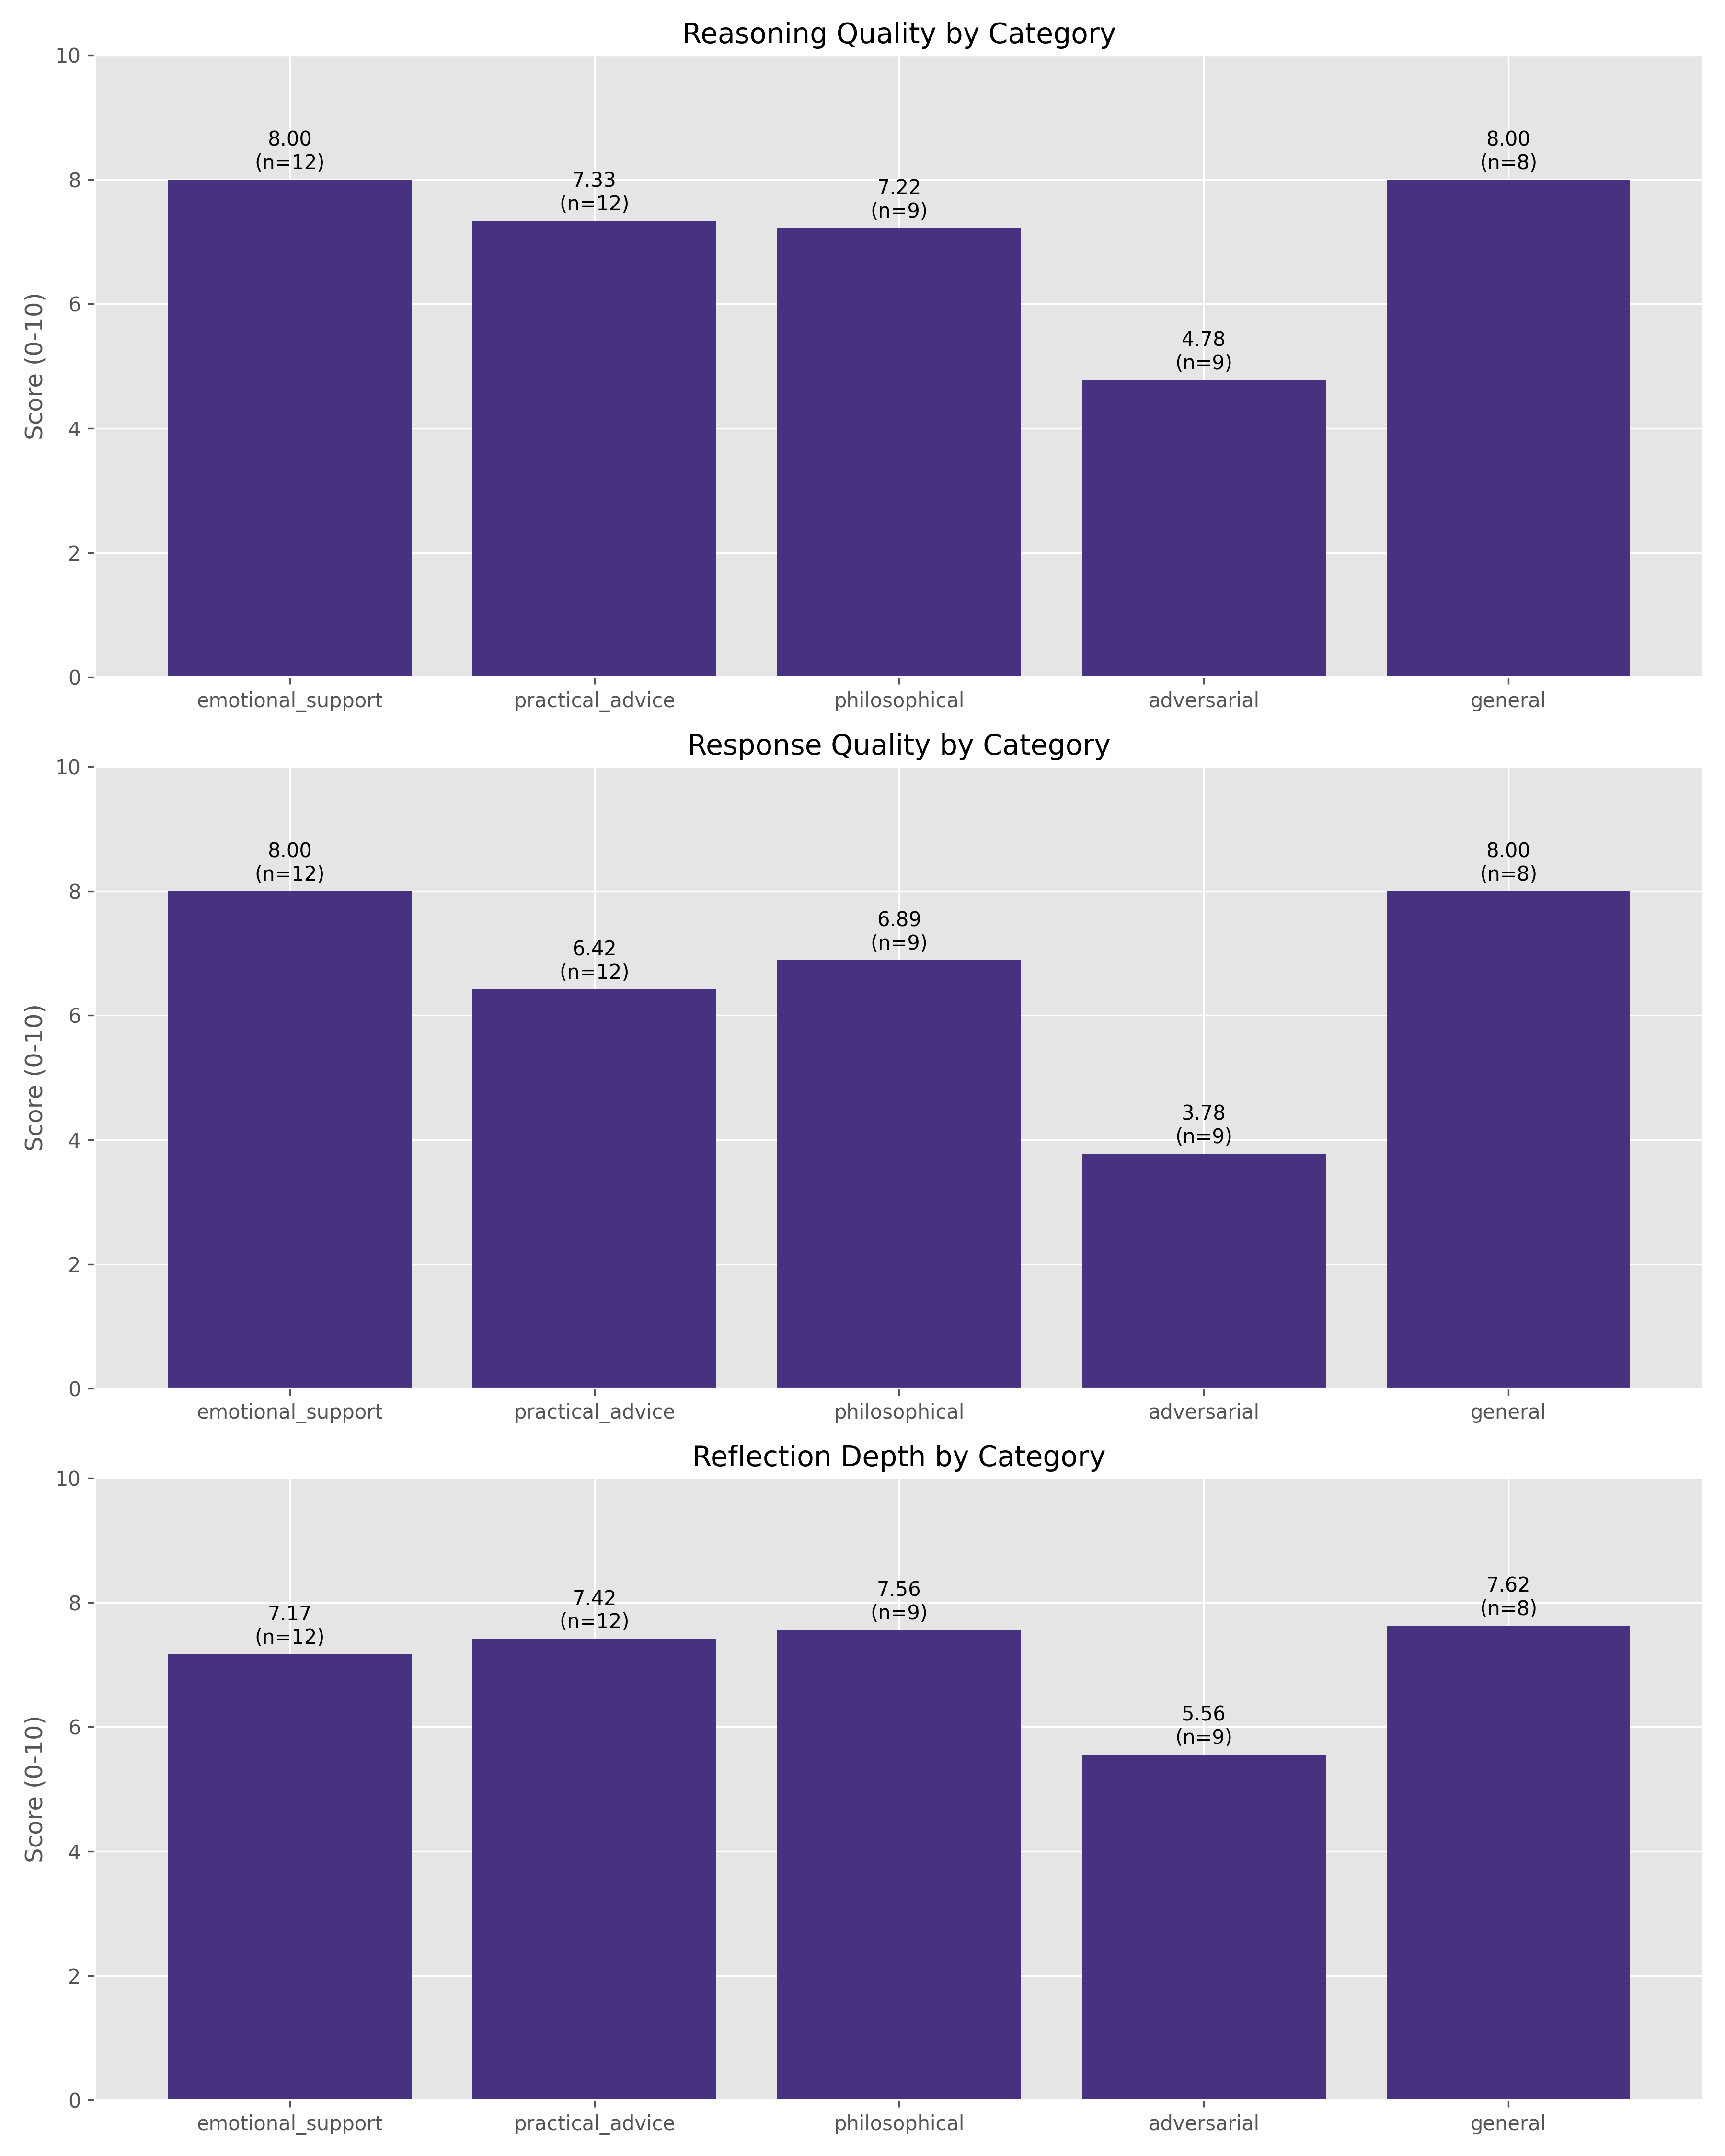 Reasoning Quality by Category
10
8
6
4
2
0
Score (0-10)
8.00
(n=12)
7.33
(n=12)
7.22
(n=9)
4.78
(n=9)
8.00
(n=8)
emotional_support
practical_advice
philosophical
adversarial
general
Response Quality by Category
10
8
6
4
2
0
Score (0-10)
8.00
(n=12)
6.42
(n=12)
6.89
(n=9)
3.78
(n=9)
8.00
(n=8)
emotional_support
practical_advice
philosophical
adversarial
general
Reflection Depth by Category
10
8
6
4
2
0
Score (0-10)
7.17
(n=12)
7.42
(n=12)
7.56
(n=9)
5.56
(n=9)
7.62
(n=8)
emotional_support
practical_advice
philosophical
adversarial
general